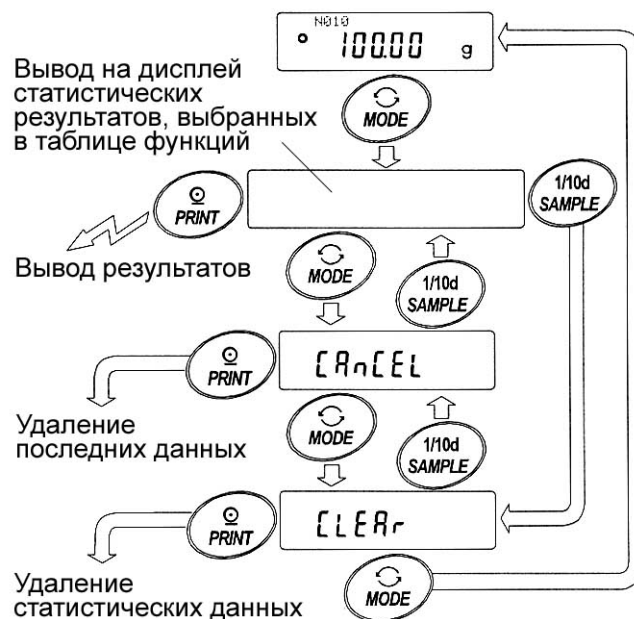 N010
100.00 g
Вывод на дисплей
статистических
результатов, выбранных
в таблице функций
MODE
PRINT
1/10d
SAMPLE
Вывод результатов
MODE
1/10d
SAMPLE
PRINT
CAnCEL
Удаление
последних данных
MODE
1/10d
SAMPLE
PRINT
CLEAr
Удаление
статистических данных
MODE